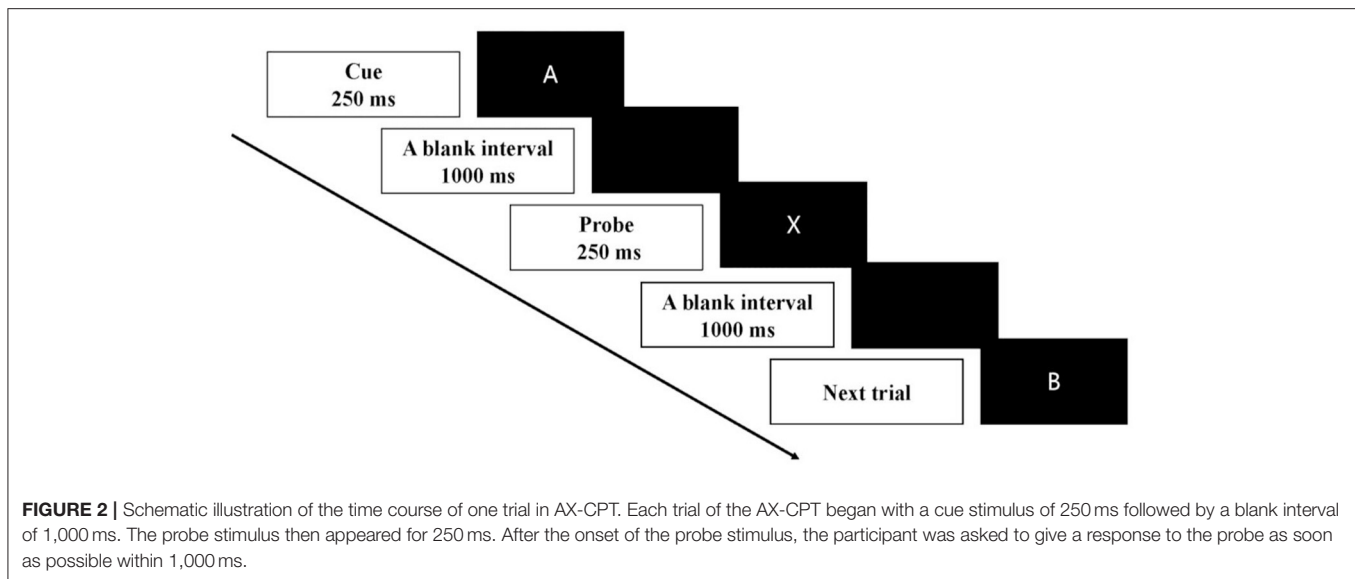 Cue
250 ms
A
A blank interval
1000 ms
Probe
250 ms
X
A blank interval
1000 ms
Next trial
B
FIGURE 2 | Schematic illustration of the time course of one trial in AX-CPT. Each trial of the AX-CPT began with a cue stimulus of 250 ms followed by a blank interval
of 1,000 ms. The probe stimulus then appeared for 250 ms. After the onset of the probe stimulus, the participant was asked to give a response to the probe as soon
as possible within 1,000 ms.